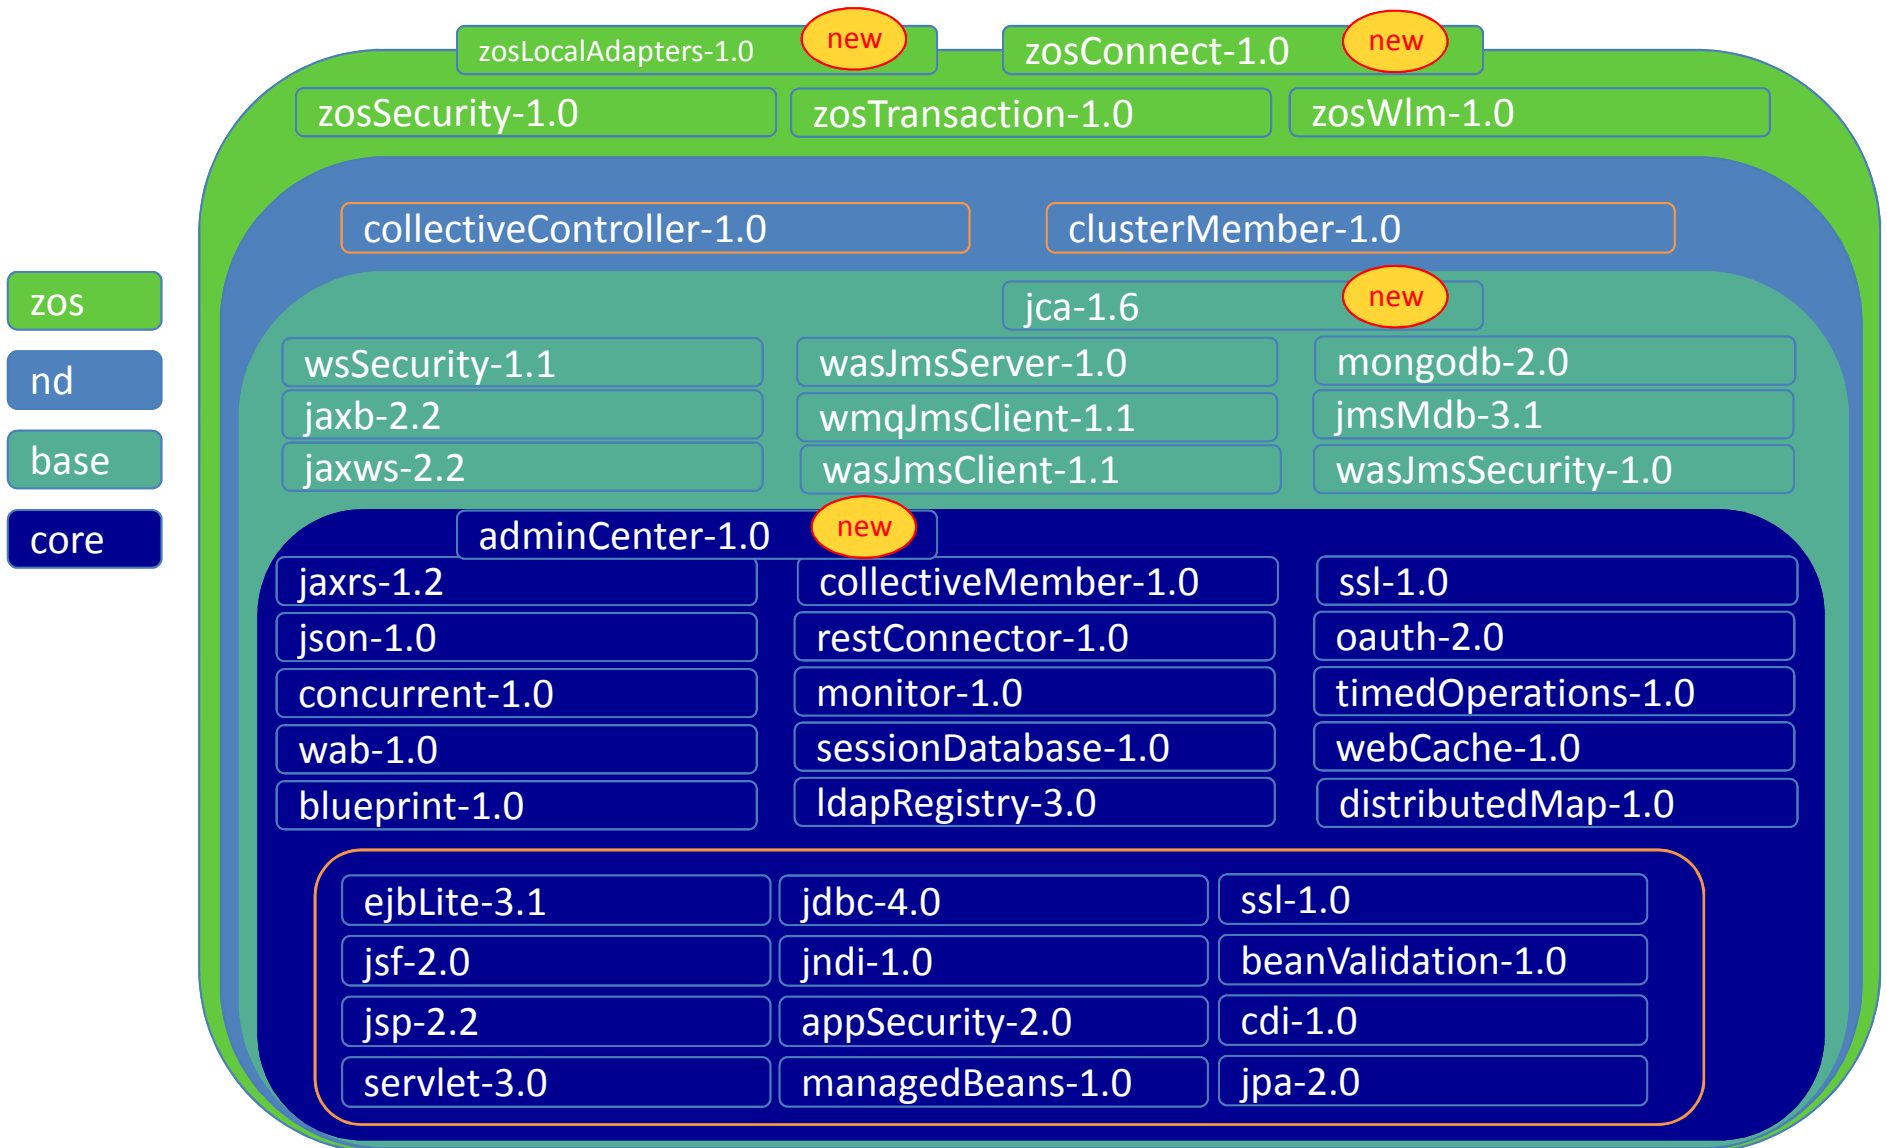 zosLocalAdapters-1.0 new zosConnect-1.0 new
zosSecurity-1.0 zosTransaction-1.0 zosWlm-1.0
collectiveController-1.0 clusterMember-1.0
zos
nd
base
core
jca-1.6 new
wsSecurity-1.1 wasJmsServer-1.0 mongodb-2.0
jaxb-2.2 wmqJmsClient-1.1 jmsMdb-3.1
jaxws-2.2 wasJmsClient-1.1 wasJmsSecurity-1.0
adminCenter-1.0 new
jaxrs-1.2 collectiveMember-1.0 ssl-1.0
json-1.0 restConnector-1.0 oauth-2.0
concurrent-1.0 monitor-1.0 timedOperations-1.0
wab-1.0 sessionDatabase-1.0 webCache-1.0
blueprint-1.0 ldapRegistry-3.0 distributedMap-1.0
ejbLite-3.1 jdbc-4.0 ssl-1.0
jsf-2.0 jndi-1.0 beanValidation-1.0
jsp-2.2 appSecurity-2.0 cdi-1.0
servlet-3.0 managedBeans-1.0 jpa-2.0